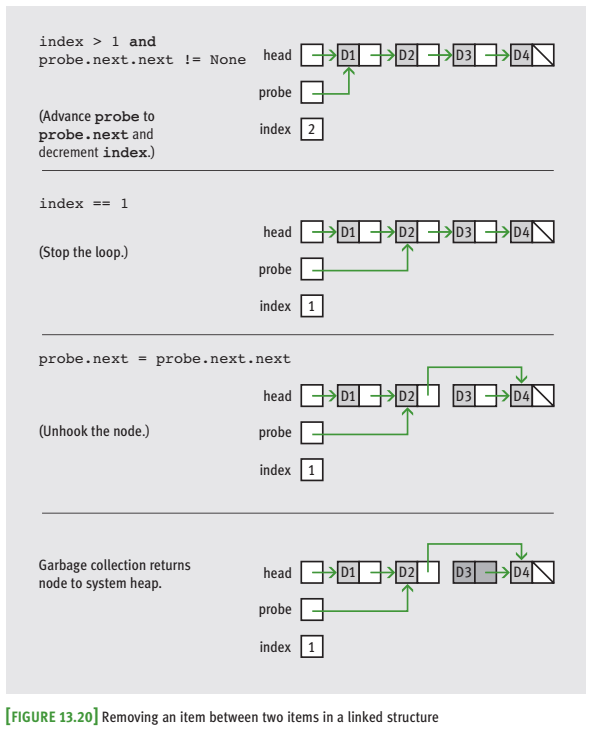 index > 1 and
probe.next.next != None
(Advance probe to
probe.next and
decrement index.)
head D1 D2 D3 D4
probe
index 2
index == 1
(Stop the loop.)
head D1 D2 D3 D4
probe
index 1
probe.next = probe.next.next
(Unhook the node.)
head D1 D2 D3 D4
probe
index 1
Garbage collection returns
node to system heap.
head D1 D2 D3 D4
probe
index 1
[FIGURE 13.20] Removing an item between two items in a linked structure